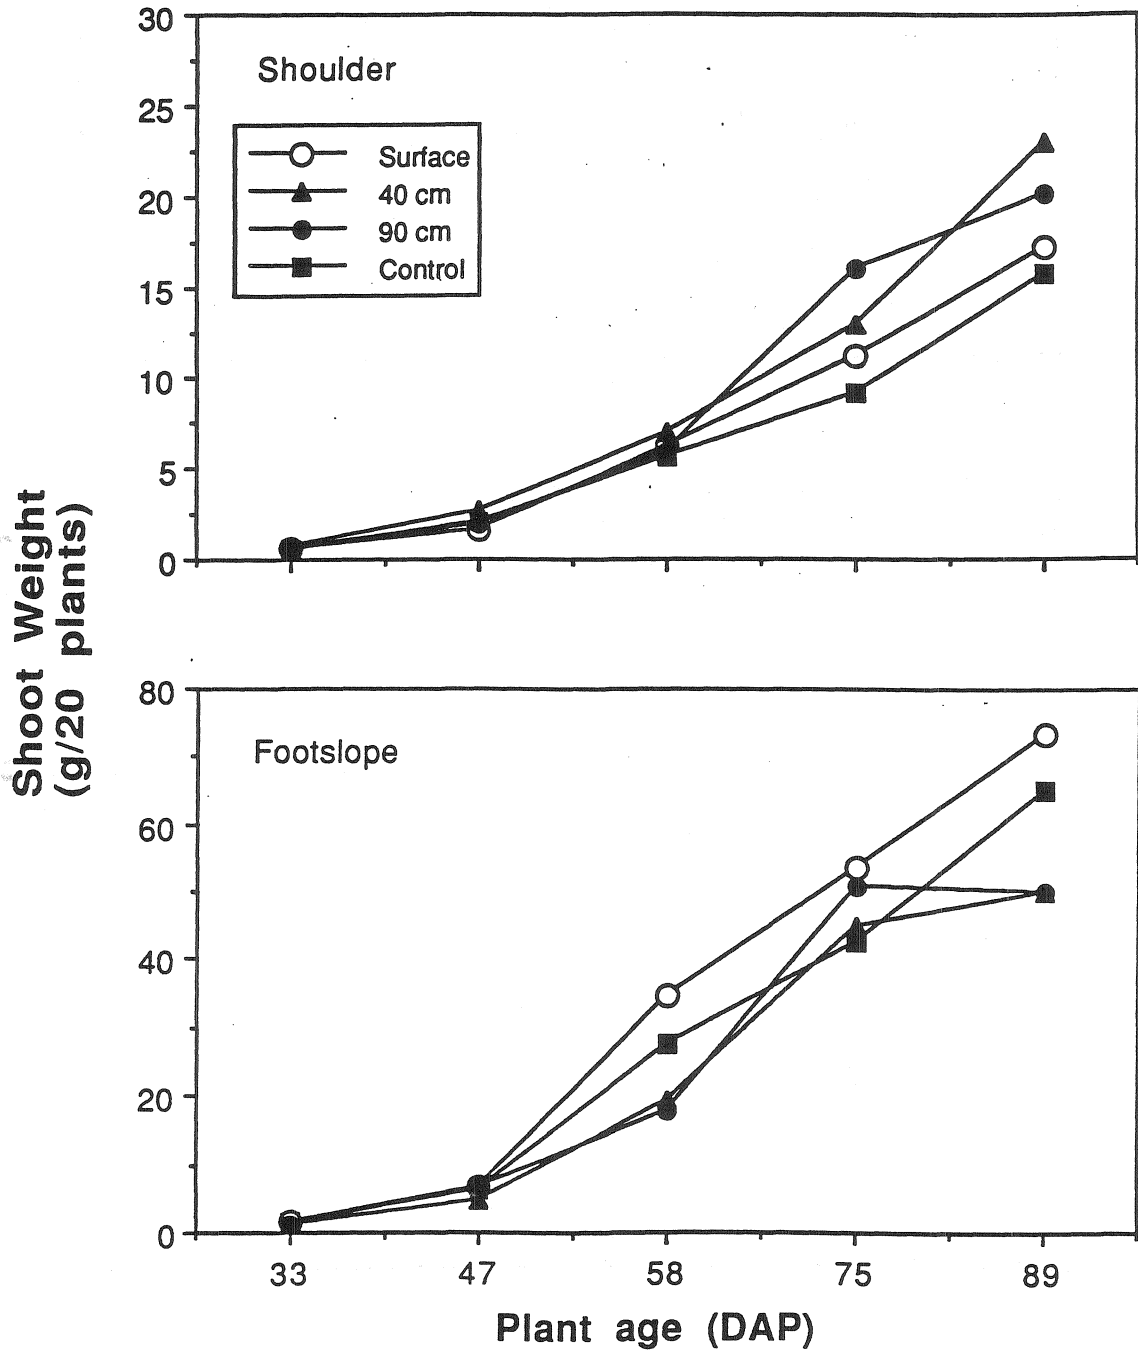 30
Shoulder
25
Surface
40 cm
90 cm
Control
20
15
10
5
0
Shoot Weight
(g/20 plants)
80
Footslope
60
40
20
0
33 47 58 75 89
Plant age (DAP)